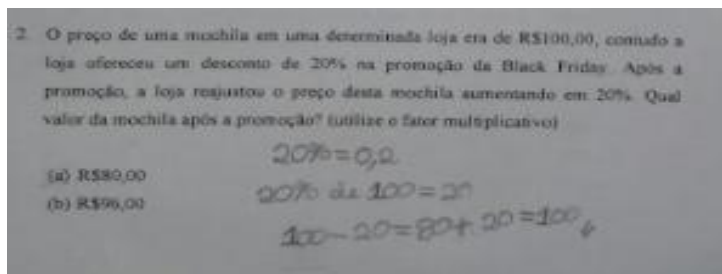 2. O preço de uma mochila em uma determinada loja era de R$100,00, contudo a
loja ofereceu um desconto de 20% na promoção da Black Friday. Após a
promoção, a loja reajustou o preço desta mochila aumentando em 20%. Qual
valor da mochila após a promoção? (utilize o fator multiplicativo)
20% = 0,2
(a) R$80,00
20% de 100 = 20
(b) R$96,00
100 - 20 = 80 + 20 = 100